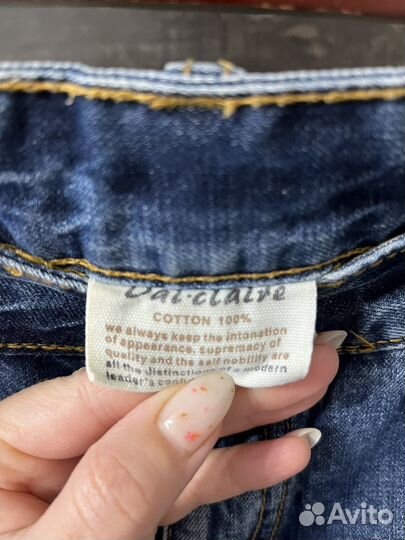 Dal·claire
COTTON 100%
we always keep the intonation
of appearance, supremacy of
quality and the self nobility are
all the distinctions of a modern
leader's
Avito